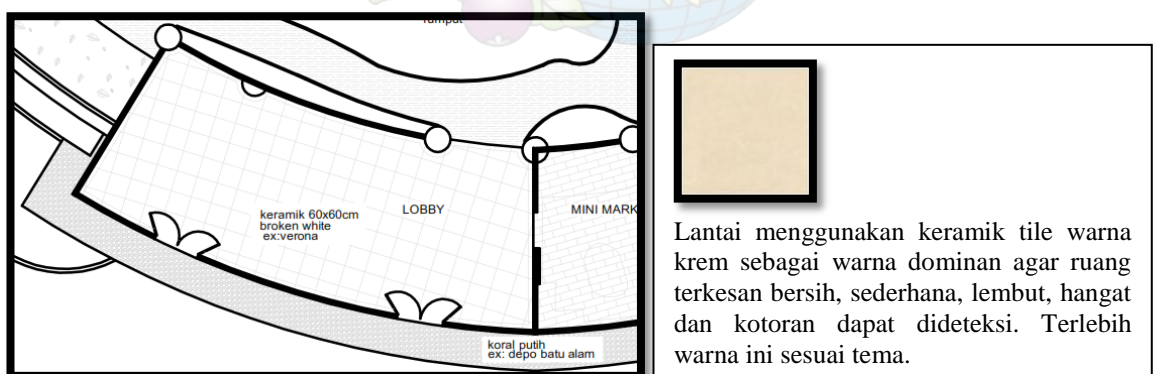 rumput
keramik 60x60cm
broken white
ex:verona
LOBBY
MINI MARK
koral putih
ex: depo batu alam
Lantai menggunakan keramik tile warna
krem sebagai warna dominan agar ruang
terkesan bersih, sederhana, lembut, hangat
dan kotoran dapat dideteksi. Terlebih
warna ini sesuai tema.